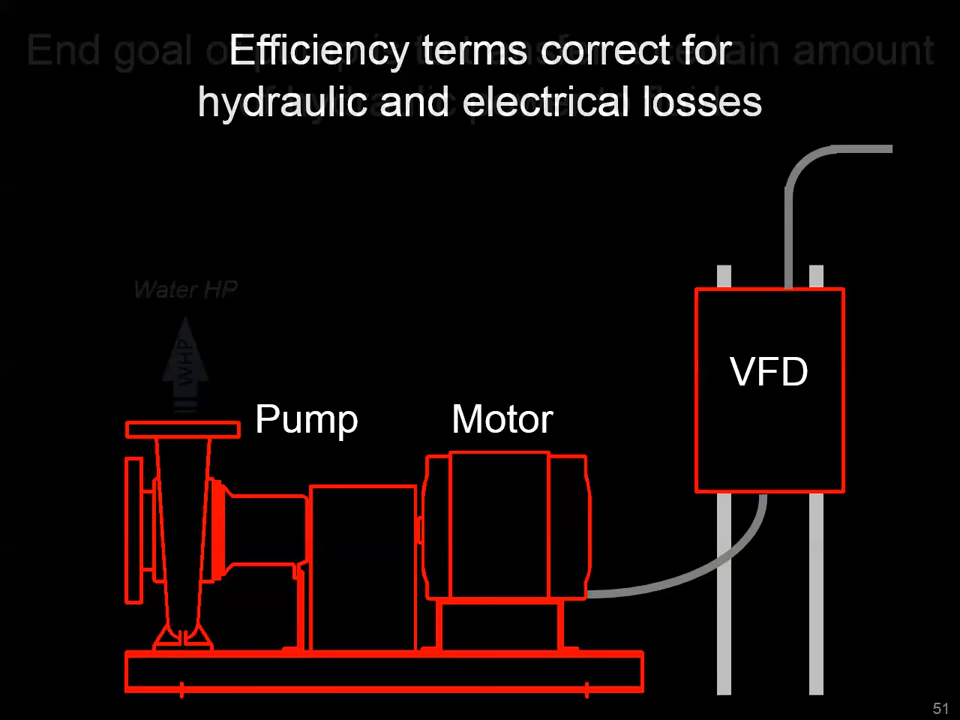 Efficiency terms correct for
hydraulic and electrical losses
Water HP
WHP
VFD
Pump
Motor
51